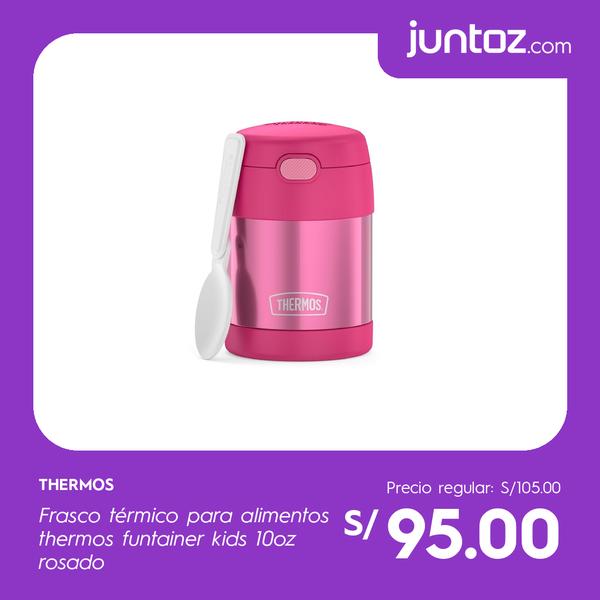 juntoz.com
THERMOS
THERMOS
Precio regular: S/105.00
Frasco térmico para alimentos
thermos funtainer kids 10oz
rosado
S/ 95.00